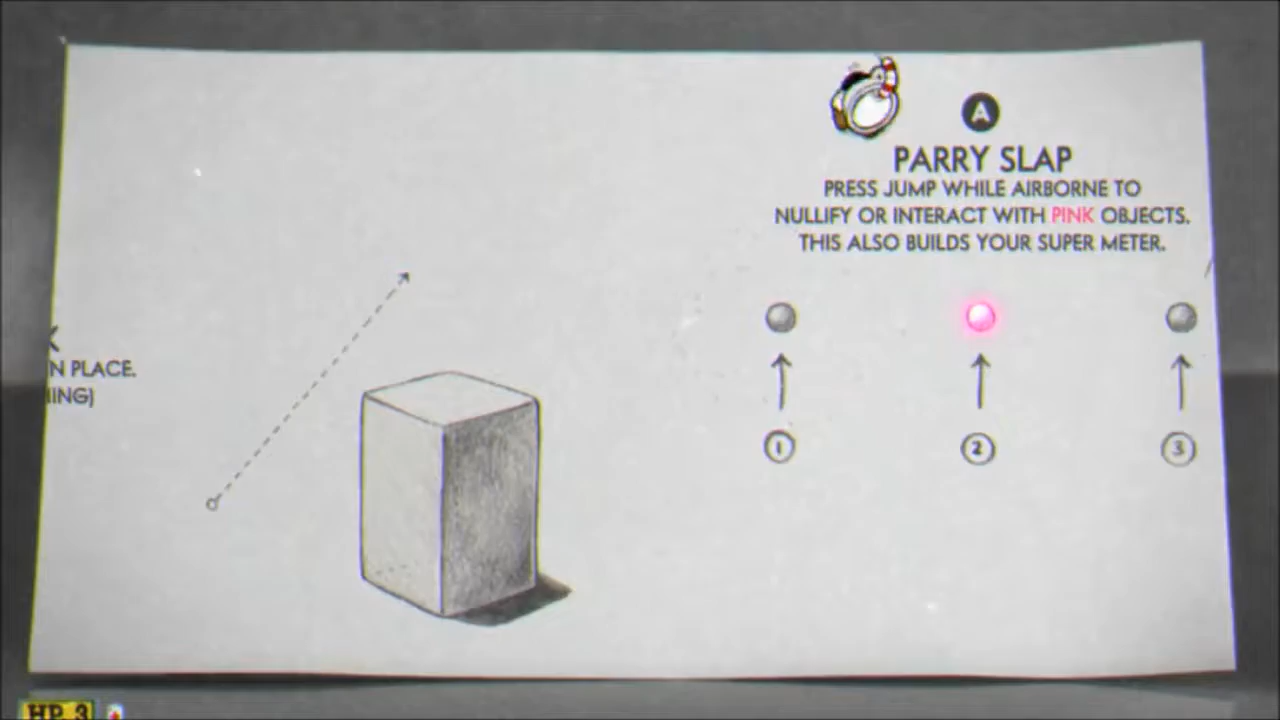 A
PARRY SLAP
PRESS JUMP WHILE AIRBORNE TO
NULLIFY OR INTERACT WITH PINK OBJECTS.
THIS ALSO BUILDS YOUR SUPER METER.
N PLACE.
ING)
1 2 3
HP. 3